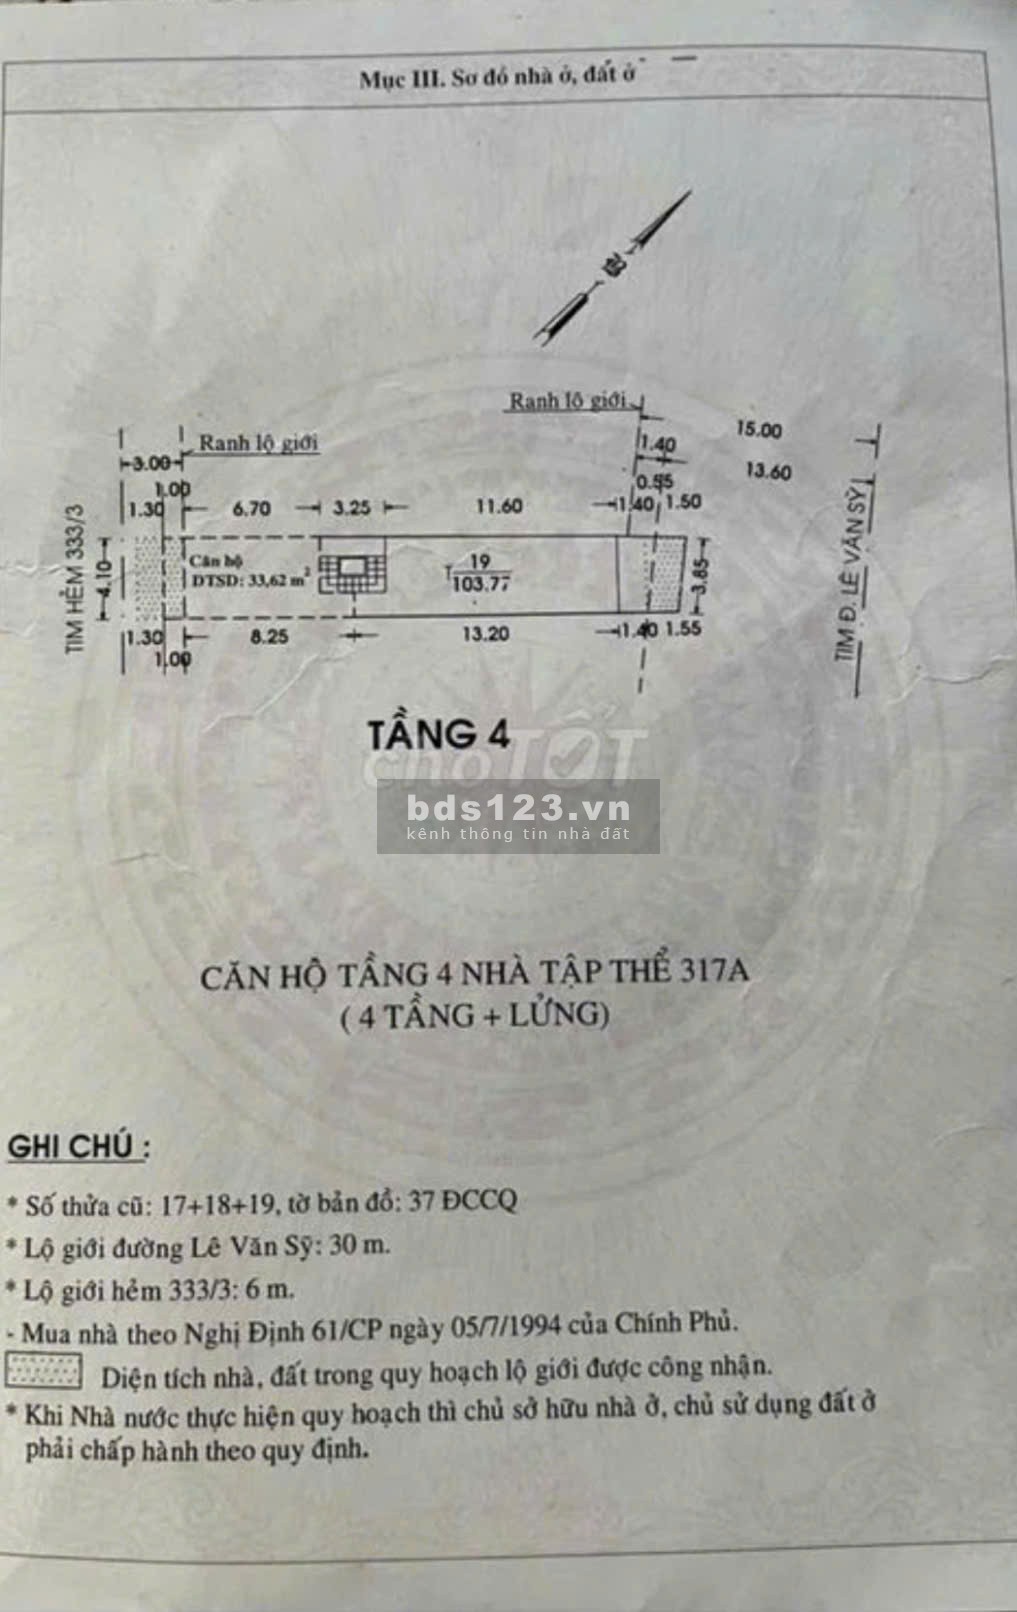 Mục III. Sơ đồ nhà ở, đất ở
Ranh lộ giới
15.00
1.40
13.60
Ranh lộ giới
3.00
0.55
1.00
1.30
6.70
3.25
11.60
1.40
1.50
TIM HẺM 333/3
4.10
Căn hộ
DTSD: 33,62 m²
T
19
103.77
3.85
TIM Đ. LÊ VĂN SỸ
1.30
8.25
13.20
1.40
1.55
1.00
TẦNG 4
choTỐT
bds123.vn
kênh thông tin nhà đất
CĂN HỘ TẦNG 4 NHÀ TẬP THỂ 317A
( 4 TẦNG + LỬNG)
GHI CHÚ :
* Số thửa cũ: 17+18+19, tờ bản đồ: 37 ĐCCQ
* Lộ giới đường Lê Văn Sỹ: 30 m.
* Lộ giới hẻm 333/3: 6 m.
- Mua nhà theo Nghị Định 61/CP ngày 05/7/1994 của Chính Phủ.
Diện tích nhà, đất trong quy hoạch lộ giới được công nhận.
* Khi Nhà nước thực hiện quy hoạch thì chủ sở hữu nhà ở, chủ sử dụng đất ở
phải chấp hành theo quy định.